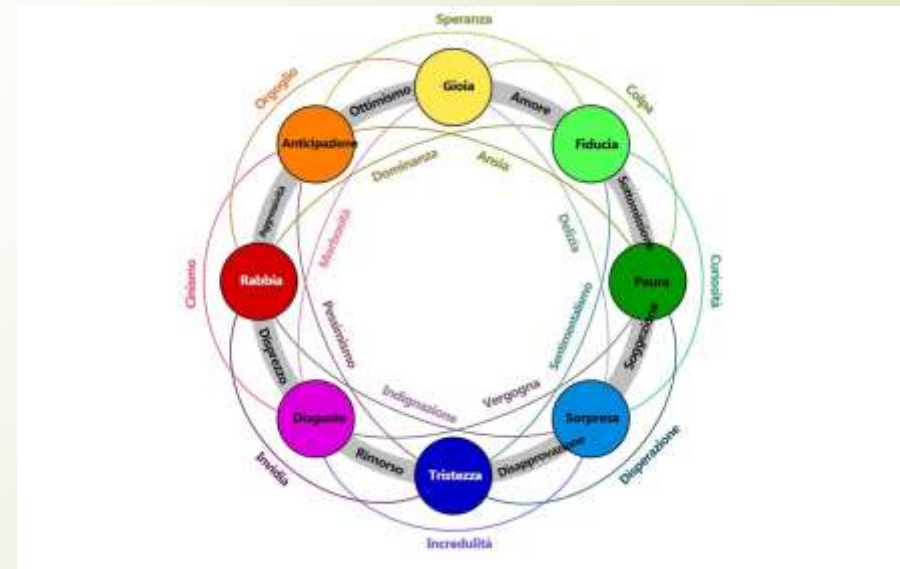 Speranza
Orgoglio
Colpa
Gioia
Ottimismo
Amore
Anticipazione
Fiducia
Dominanza
Ansia
Aggressività
Sottomissione
Morbosità
Delizia
Cinismo
Rabbia
Paura
Curiosità
Pessimismo
Sentimentalismo
Disprezzo
Soggezione
Indignazione
Vergogna
Disgusto
Sorpresa
Rimorso
Disapprovazione
Tristezza
Invidia
Disperazione
Incredulità